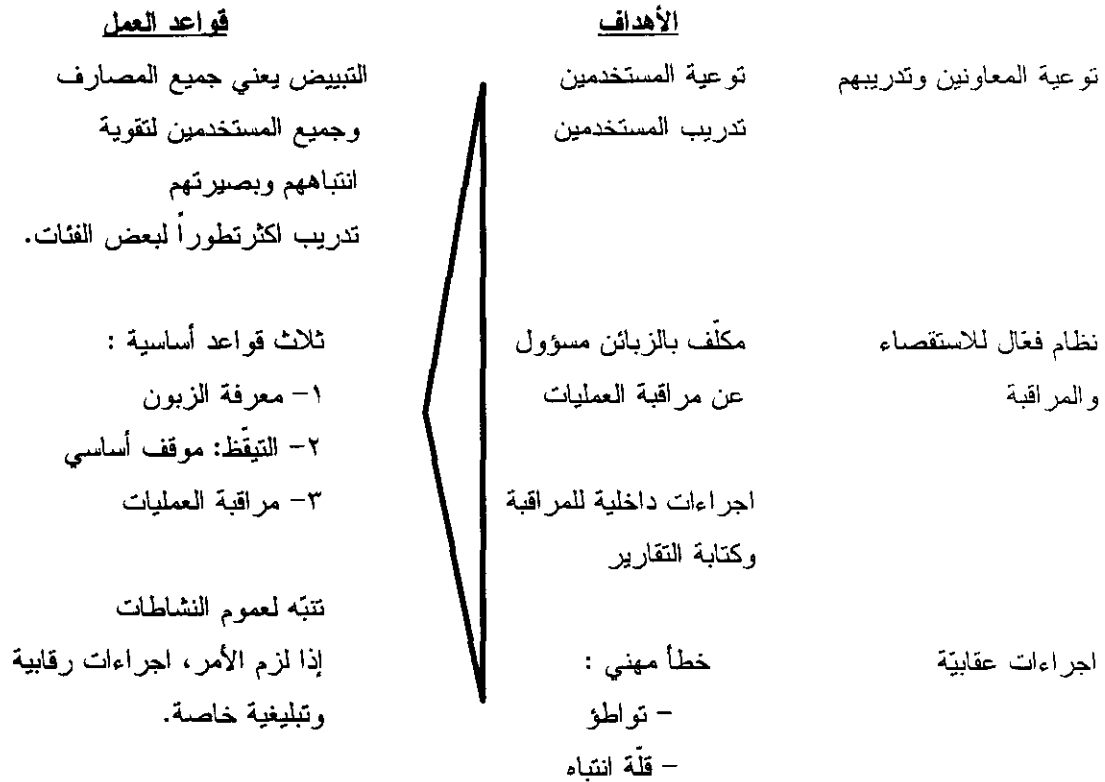 الأهداف
قواعد العمل
توعية المعاونين وتدريبهم
توعية المستخدمين
تدريب المستخدمين
التبييض يعني جميع المصارف
وجميع المستخدمين لتقوية
انتباههم وبصيرتهم
تدريب اكثرتطوراً لبعض الفئات.
نظام فعّال للاستقصاء
والمراقبة
مكلّف بالزبائن مسؤول
عن مراقبة العمليات
اجراءات داخلية للمراقبة
وكتابة التقارير
ثلاث قواعد أساسية :
١- معرفة الزبون
٢- التيقّظ: موقف أساسي
٣- مراقبة العمليات
تنبّه لعموم النشاطات
إذا لزم الأمر، اجراءات رقابية
وتبليغية خاصة.
اجراءات عقابيّة
خطأ مهني :
- تواطؤ
- قلّة انتباه